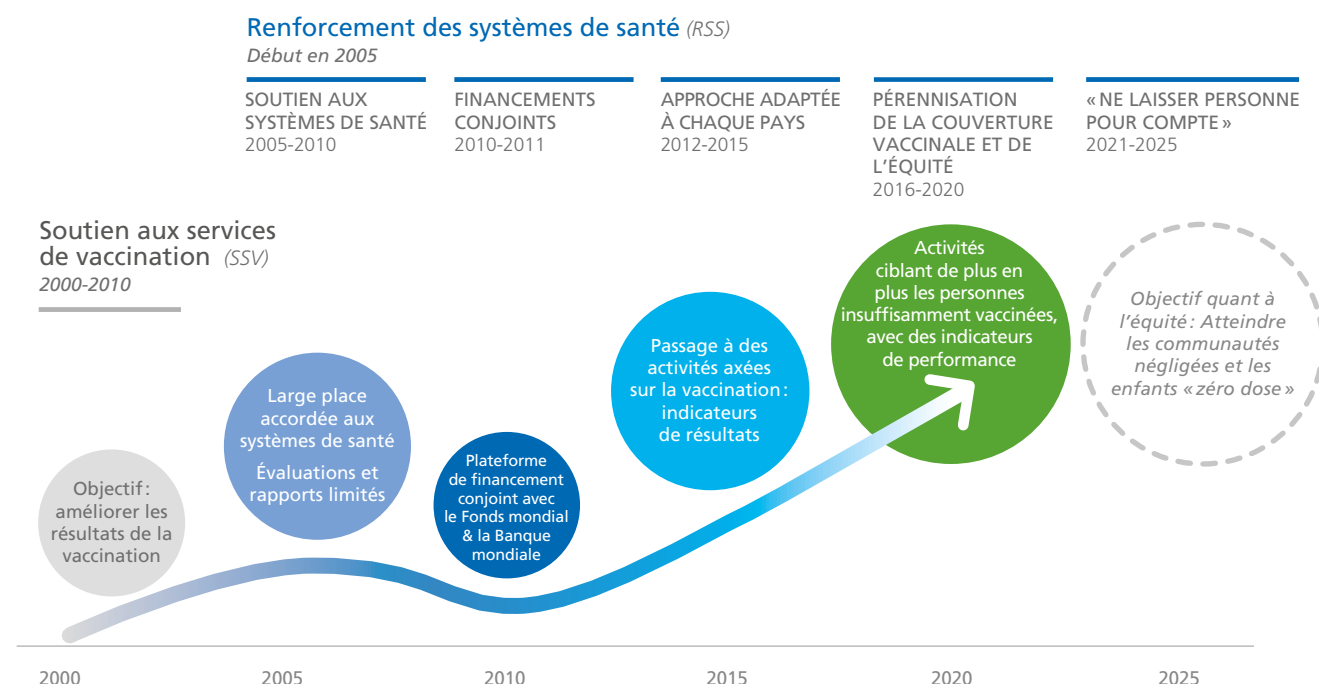 Renforcement des systèmes de santé (RSS)
Début en 2005
SOUTIEN AUX
SYSTÈMES DE SANTÉ
2005-2010
FINANCEMENTS
CONJOINTS
2010-2011
APPROCHE ADAPTÉE
À CHAQUE PAYS
2012-2015
PÉRENNISATION
DE LA COUVERTURE
VACCINALE ET DE
L’ÉQUITÉ
2016-2020
« NE LAISSER PERSONNE
POUR COMPTE »
2021-2025
Soutien aux services
de vaccination (SSV)
2000-2010
Objectif :
améliorer les
résultats de la
vaccination
Large place
accordée aux
systèmes de santé
Évaluations et
rapports limités
Plateforme
de financement
conjoint avec
le Fonds mondial
& la Banque
mondiale
Passage à des
activités axées
sur la vaccination :
indicateurs
de résultats
Activités
ciblant de plus en
plus les personnes
insuffisamment vaccinées,
avec des indicateurs
de performance
Objectif quant à
l’équité : Atteindre
les communautés
négligées et les
enfants « zéro dose »
2000
2005
2010
2015
2020
2025